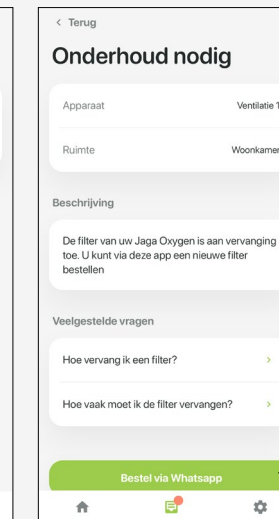 < Terug
Onderhoud nodig
Apparaat Ventilatie 1
Ruimte Woonkamer
Beschrijving
De filter van uw Jaga Oxygen is aan vervanging
toe. U kunt via deze app een nieuwe filter
bestellen
Veelgestelde vragen
Hoe vervang ik een filter? >
Hoe vaak moet ik de filter vervangen? >
Bestel via Whatsapp